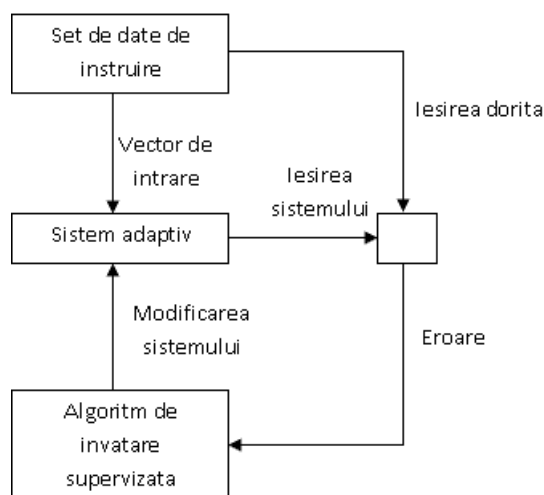 Set de date de
instruire
Iesirea dorita
Vector de
intrare
Iesirea
sistemului
Sistem adaptiv
Modificarea
sistemului
Eroare
Algoritm de
invatare
supervizata